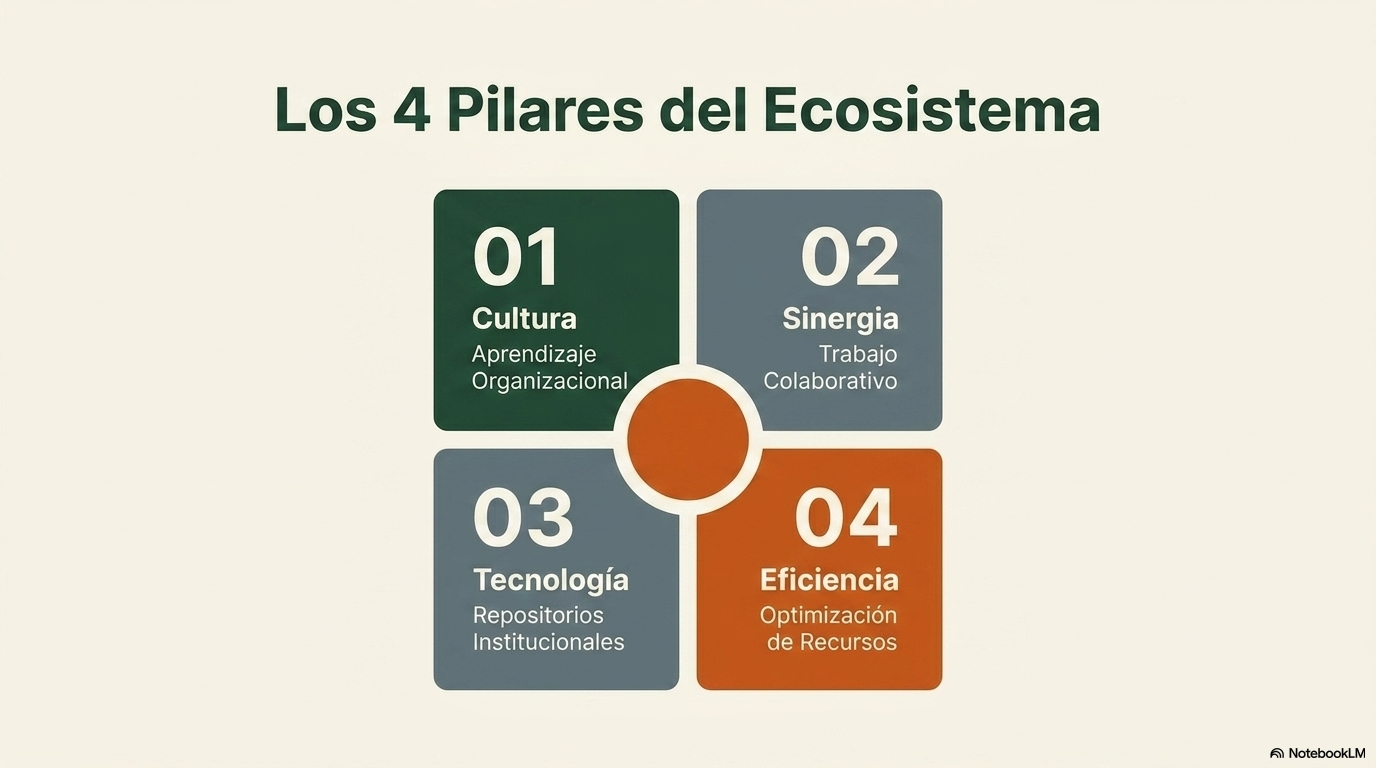 Los 4 Pilares del Ecosistema
01
Cultura
Aprendizaje
Organizacional
02
Sinergia
Trabajo
Colaborativo
03
Tecnología
Repositorios
Institucionales
04
Eficiencia
Optimización
de Recursos
NotebookLM